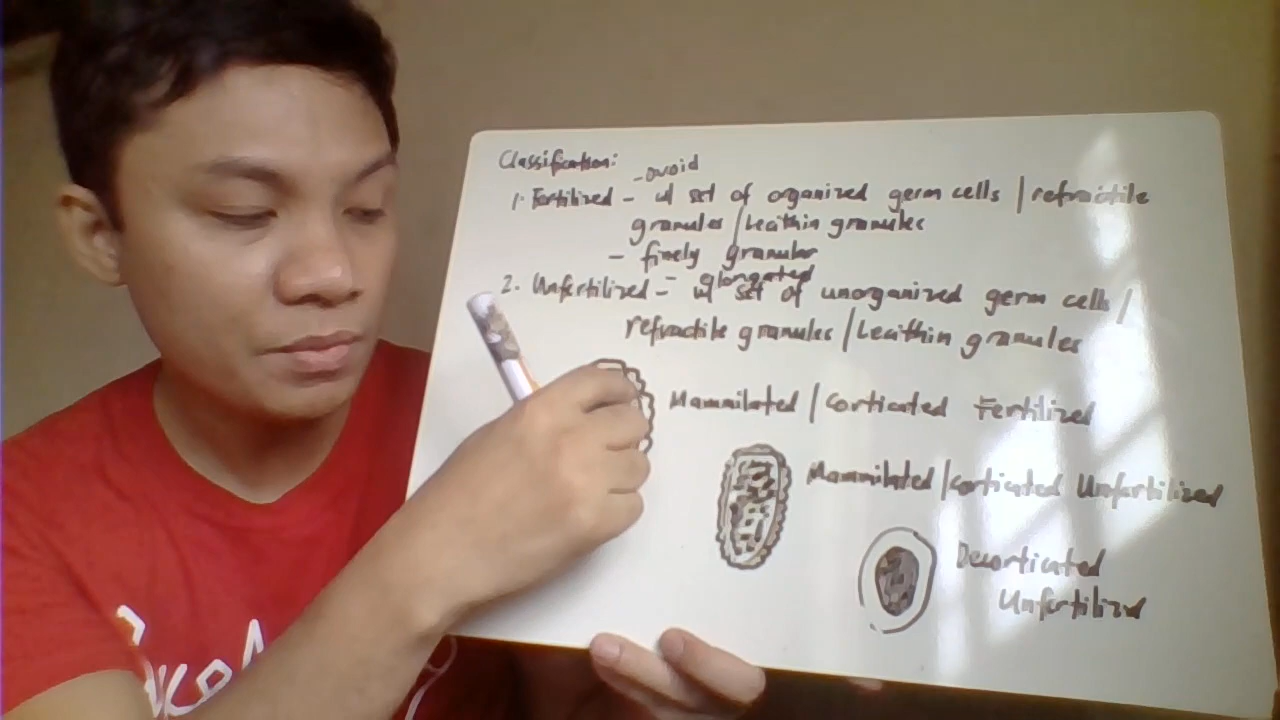 Classification:
- ovoid
1. Fertilized - w/ set of organized germ cells / refractile
granules / Lecithin granules
- finely granular
- elongated
2. Unfertilized - w/ set of unorganized germ cells /
refractile granules / Lecithin granules
Mammilated / Corticated Fertilized
Mammilated / Corticated Unfertilized
Decorticated
Unfertilized